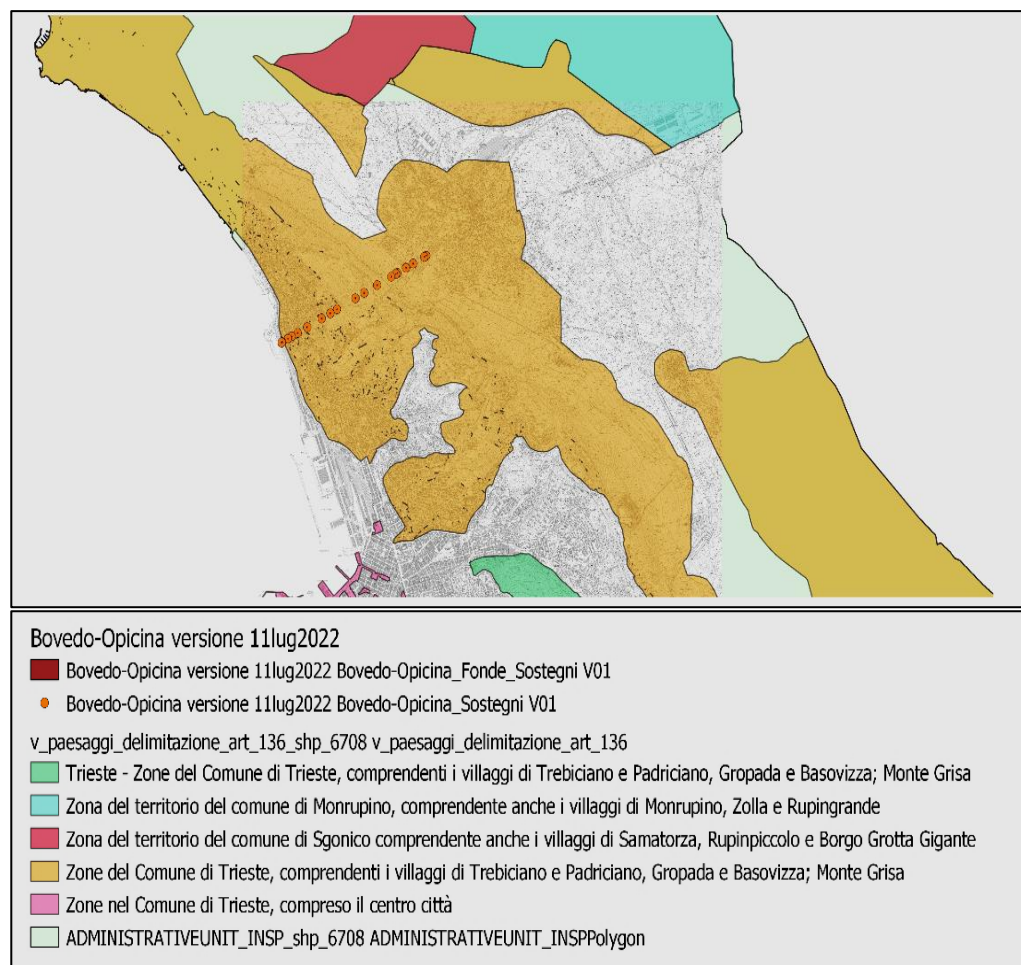 Bovedo-Opicina versione 11lug2022
Bovedo-Opicina versione 11lug2022 Bovedo-Opicina_Fonde_Sostegni V01
Bovedo-Opicina versione 11lug2022 Bovedo-Opicina_Sostegni V01
v_paesaggi_delimitazione_art_136_shp_6708 v_paesaggi_delimitazione_art_136
Trieste - Zone del Comune di Trieste, comprendenti i villaggi di Trebiciano e Padriciano, Gropada e Basovizza; Monte Grisa
Zona del territorio del comune di Monrupino, comprendente anche i villaggi di Monrupino, Zolla e Rupingrande
Zona del territorio del comune di Sgonico comprendente anche i villaggi di Samatorza, Rupinpiccolo e Borgo Grotta Gigante
Zone del Comune di Trieste, comprendenti i villaggi di Trebiciano e Padriciano, Gropada e Basovizza; Monte Grisa
Zone nel Comune di Trieste, compreso il centro città
ADMINISTRATIVEUNIT_INSP_shp_6708 ADMINISTRATIVEUNIT_INSPPolygon